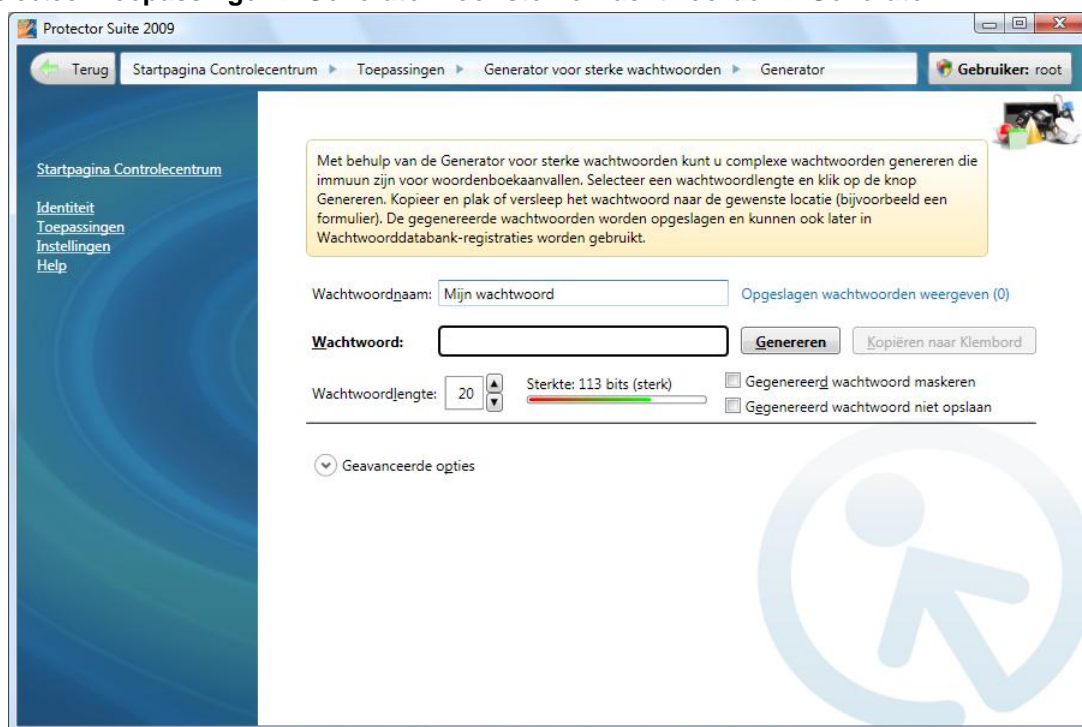 Protector Suite 2009
Terug Startpagina Controlecentrum Toepassingen Generator voor sterke wachtwoorden Generator Gebruiker: root
Startpagina Controlecentrum
Identiteit
Toepassingen
Instellingen
Help
Met behulp van de Generator voor sterke wachtwoorden kunt u complexe wachtwoorden genereren die
immuun zijn voor woordenboekaanvallen. Selecteer een wachtwoordlengte en klik op de knop
Genereren. Kopieer en plak of versleep het wachtwoord naar de gewenste locatie (bijvoorbeeld een
formulier). De gegenereerde wachtwoorden worden opgeslagen en kunnen ook later in
Wachtwoorddatabank-registraties worden gebruikt.
Wachtwoordnaam: Mijn wachtwoord Opgeslagen wachtwoorden weergeven (0)
Wachtwoord: Genereren Kopiëren naar Klembord
Wachtwoordlengte: 20 Sterkte: 113 bits (sterk) Gegenereerd wachtwoord maskeren
Gegenereerd wachtwoord niet opslaan
Geavanceerde opties